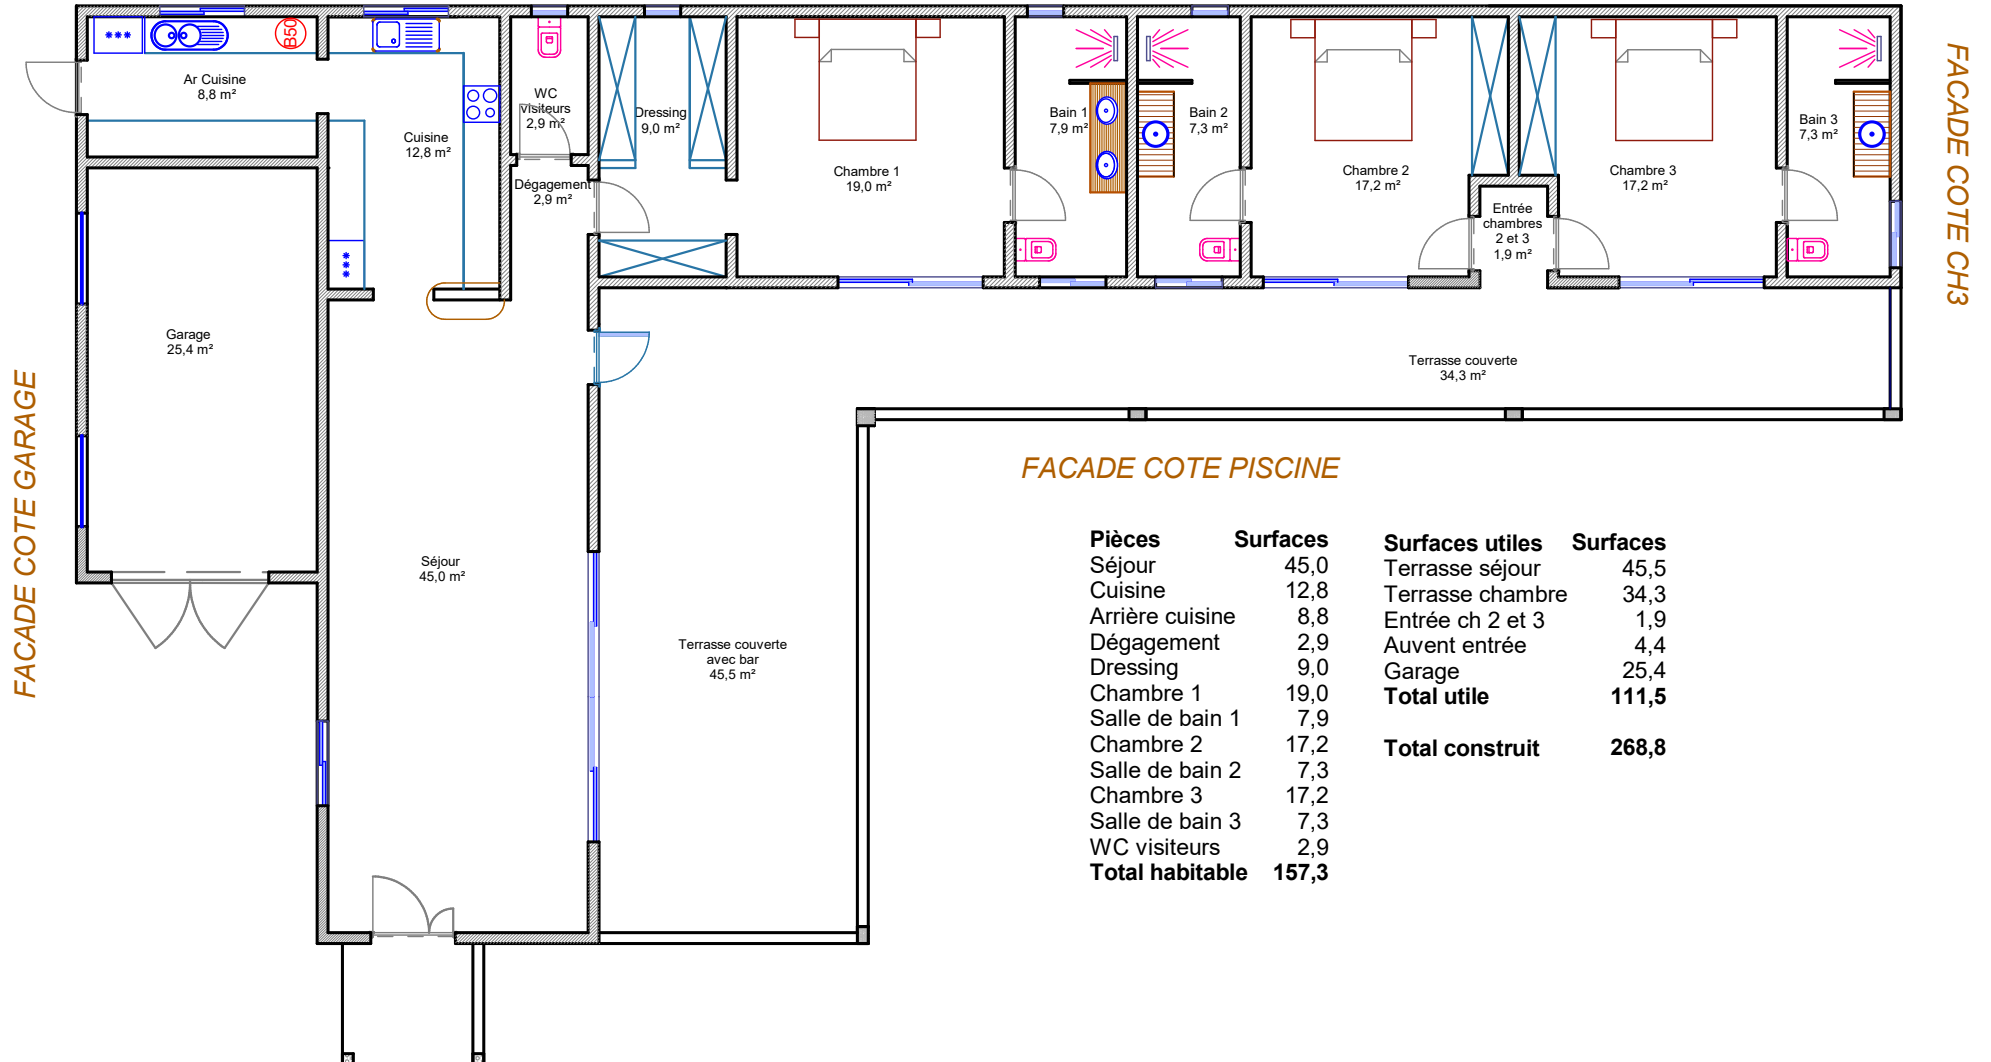 B50
Ar Cuisine
8,8 m²
Cuisine
12,8 m²
WC
visiteurs
2,9 m²
Dégagement
2,9 m²
Dressing
9,0 m²
Chambre 1
19,0 m²
Bain 1
7,9 m²
Bain 2
7,3 m²
Chambre 2
17,2 m²
Entrée
chambres
2 et 3
1,9 m²
Chambre 3
17,2 m²
Bain 3
7,3 m²
FACADE COTE CH3
Garage
25,4 m²
Terrasse couverte
34,3 m²
FACADE COTE GARAGE
FACADE COTE PISCINE
Séjour
45,0 m²
Terrasse couverte
avec bar
45,5 m²
Pièces Surfaces
Séjour 45,0
Cuisine 12,8
Arrière cuisine 8,8
Dégagement 2,9
Dressing 9,0
Chambre 1 19,0
Salle de bain 1 7,9
Chambre 2 17,2
Salle de bain 2 7,3
Chambre 3 17,2
Salle de bain 3 7,3
WC visiteurs 2,9
Total habitable 157,3
Surfaces utiles Surfaces
Terrasse séjour 45,5
Terrasse chambre 34,3
Entrée ch 2 et 3 1,9
Auvent entrée 4,4
Garage 25,4
Total utile 111,5
Total construit 268,8